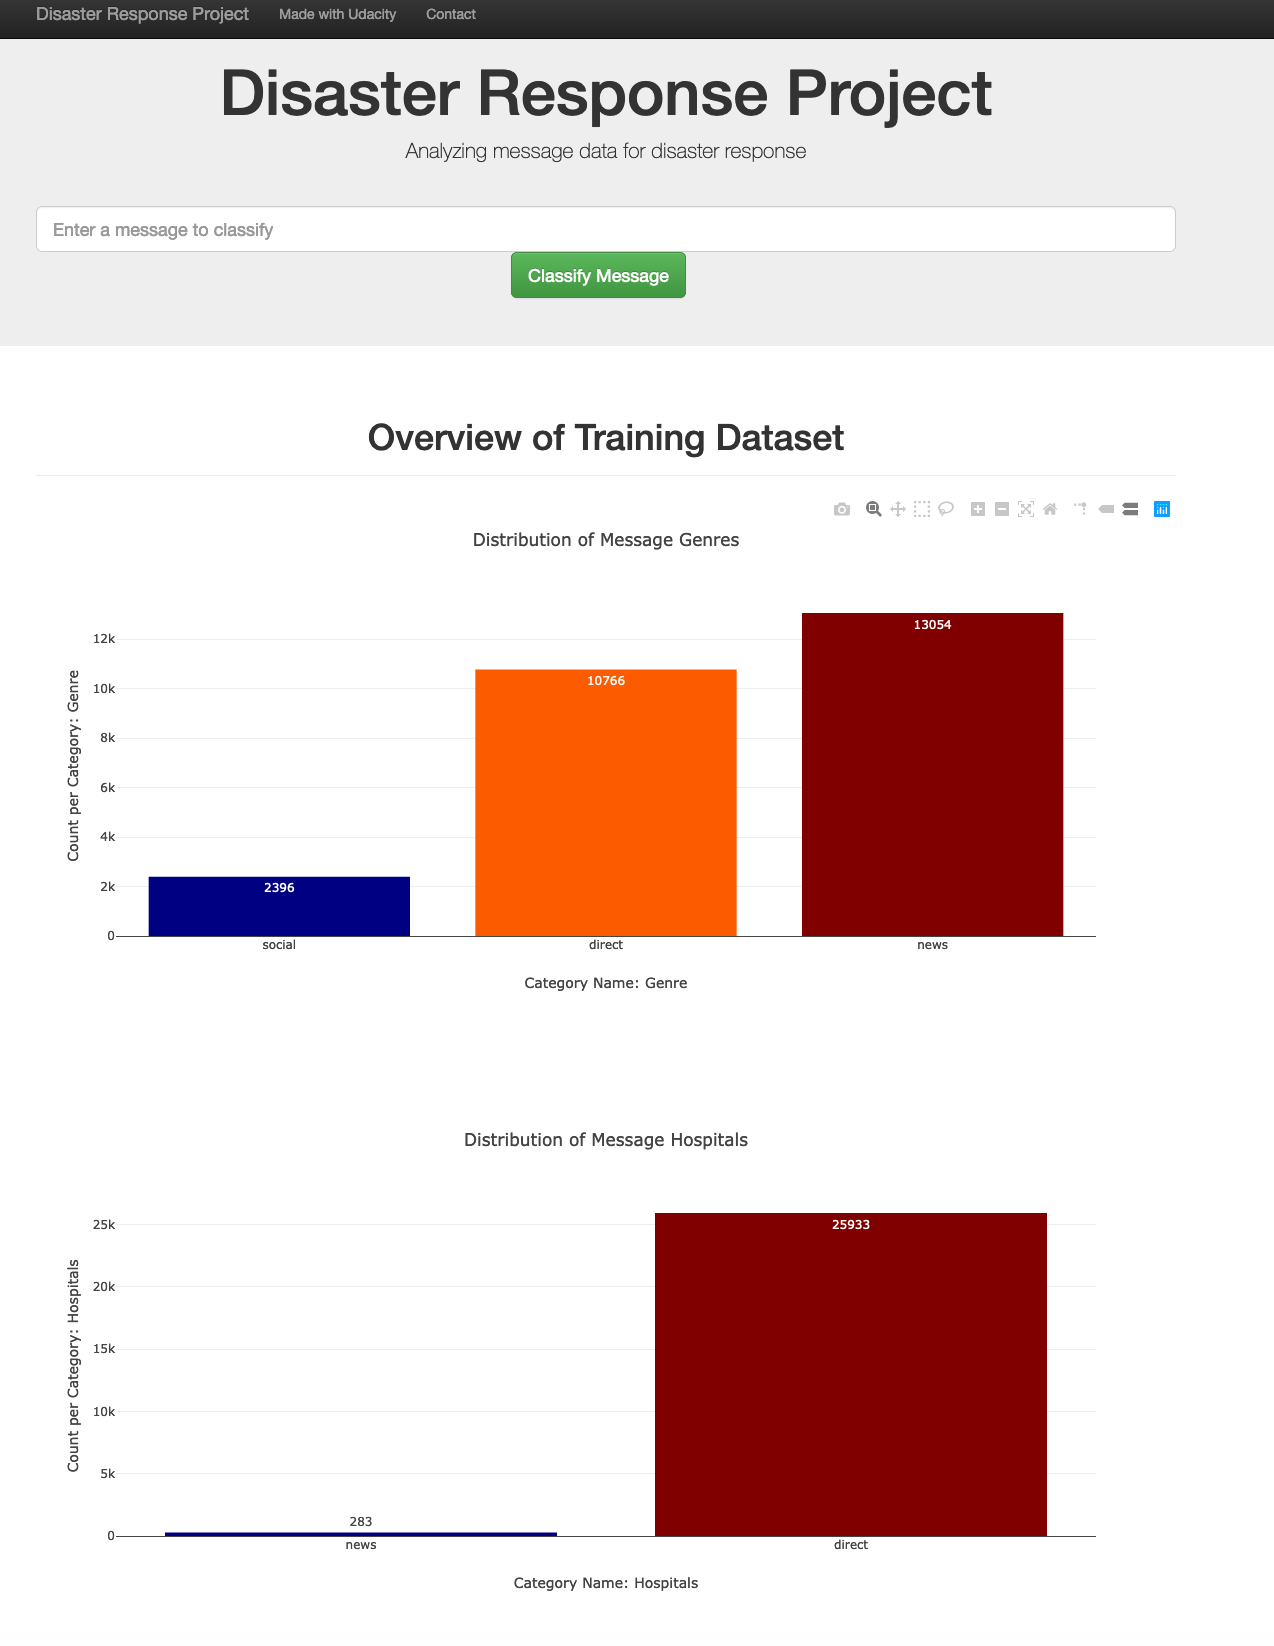 Disaster Response Project Made with Udacity Contact
Disaster Response Project
Analyzing message data for disaster response
Enter a message to classify
Classify Message
Overview of Training Dataset
Distribution of Message Genres
Count per Category: Genre
12k
10k
8k
6k
4k
2k
0
13054
10766
2396
social direct news
Category Name: Genre
Distribution of Message Hospitals
Count per Category: Hospitals
25k
20k
15k
10k
5k
0
25933
283
news direct
Category Name: Hospitals